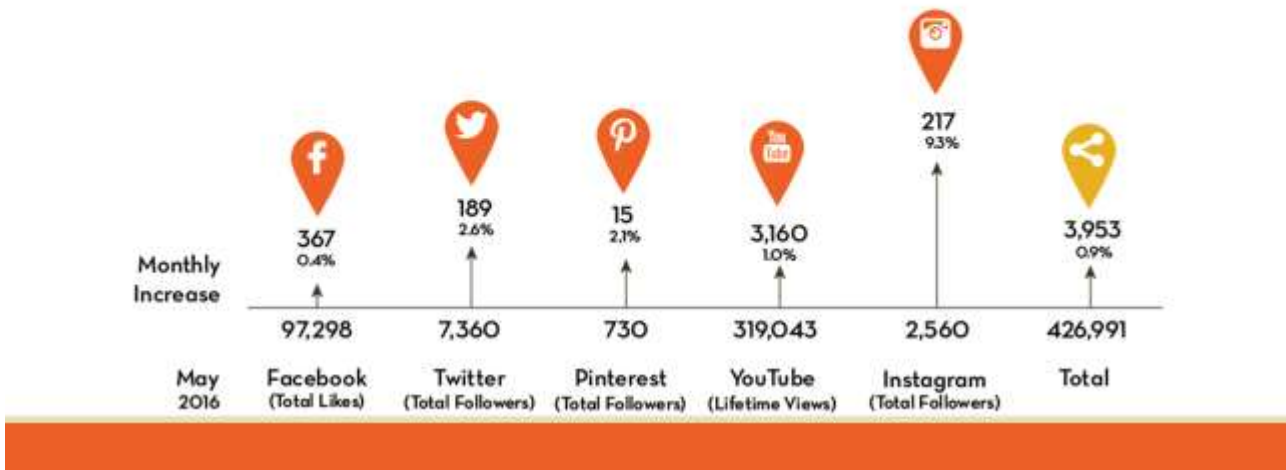 You
Tube
217
9.3%
189
2.6%
15
2.1%
367
0.4%
3,160
1.0%
3,953
0.9%
Monthly
Increase
97,298
7,360
730
319,043
2,560
426,991
May
2016
Facebook
(Total Likes)
Twitter
(Total Followers)
Pinterest
(Total Followers)
YouTube
(Lifetime Views)
Instagram
(Total Followers)
Total